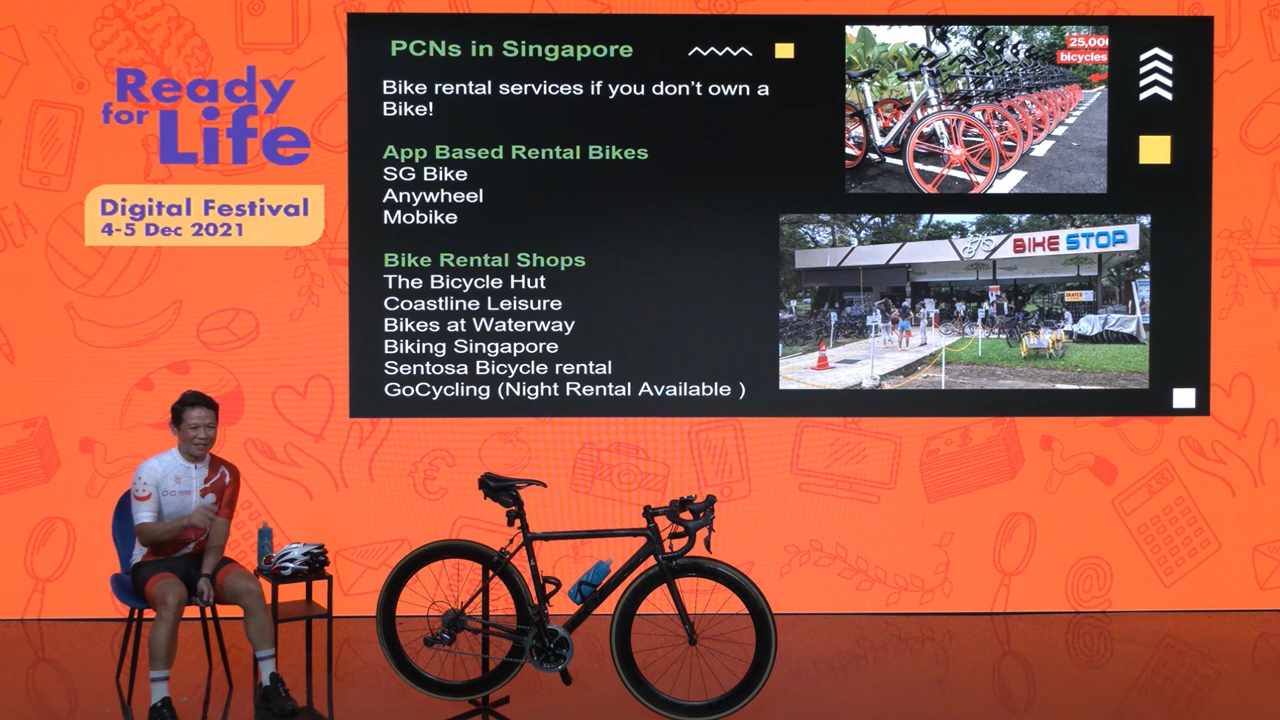 Ready
for
Life
Digital Festival
4-5 Dec 2021
PCNs in Singapore
Bike rental services if you don’t own a
Bike!
App Based Rental Bikes
SG Bike
Anywheel
Mobike
Bike Rental Shops
The Bicycle Hut
Coastline Leisure
Bikes at Waterway
Biking Singapore
Sentosa Bicycle rental
GoCycling (Night Rental Available )
25,000
bicycles
BIKE STOP